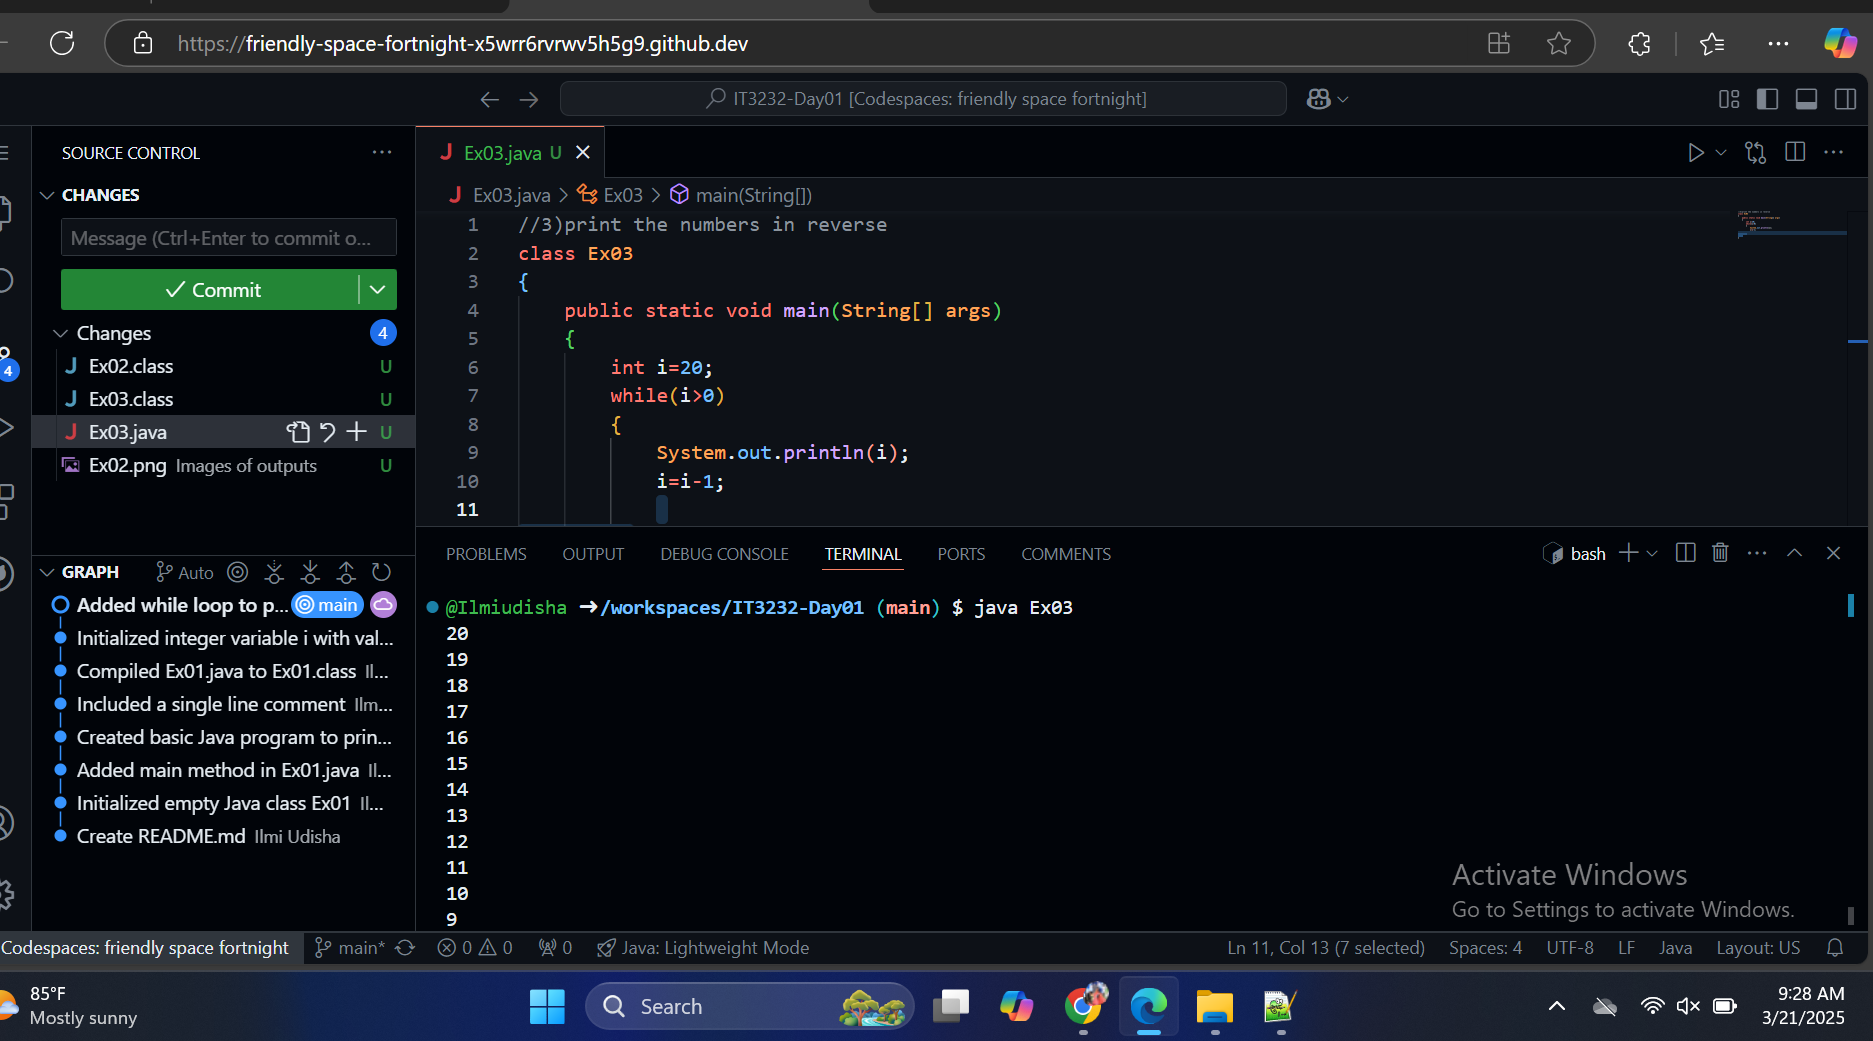 https://friendly-space-fortnight-x5wrr6rvrwv5h5g9.github.dev
IT3232-Day01 [Codespaces: friendly space fortnight]
SOURCE CONTROL
CHANGES
Message (Ctrl+Enter to commit o...
Commit
Changes 4
Ex02.class U
Ex03.class U
Ex03.java U
Ex02.png Images of outputs U
4
GRAPH Auto
Added while loop to p... main
Initialized integer variable i with val...
Compiled Ex01.java to Ex01.class Il...
Included a single line comment Ilm...
Created basic Java program to prin...
Added main method in Ex01.java Il...
Initialized empty Java class Ex01 Il...
Create README.md Ilmi Udisha
J Ex03.java U
J Ex03.java > Ex03 > main(String[])
1 //3)print the numbers in reverse
2 class Ex03
3 {
4 public static void main(String[] args)
5 {
6 int i=20;
7 while(i>0)
8 {
9 System.out.println(i);
10 i=i-1;
11
PROBLEMS OUTPUT DEBUG CONSOLE TERMINAL PORTS COMMENTS
bash
@Ilmiudisha ➜/workspaces/IT3232-Day01 (main) $ java Ex03
20
19
18
17
16
15
14
13
12
11
10
9
Activate Windows
Go to Settings to activate Windows.
Codespaces: friendly space fortnight main* 0 0 0 Java: Lightweight Mode
Ln 11, Col 13 (7 selected) Spaces: 4 UTF-8 LF Java Layout: US
85°F
Mostly sunny
Search
9:28 AM
3/21/2025